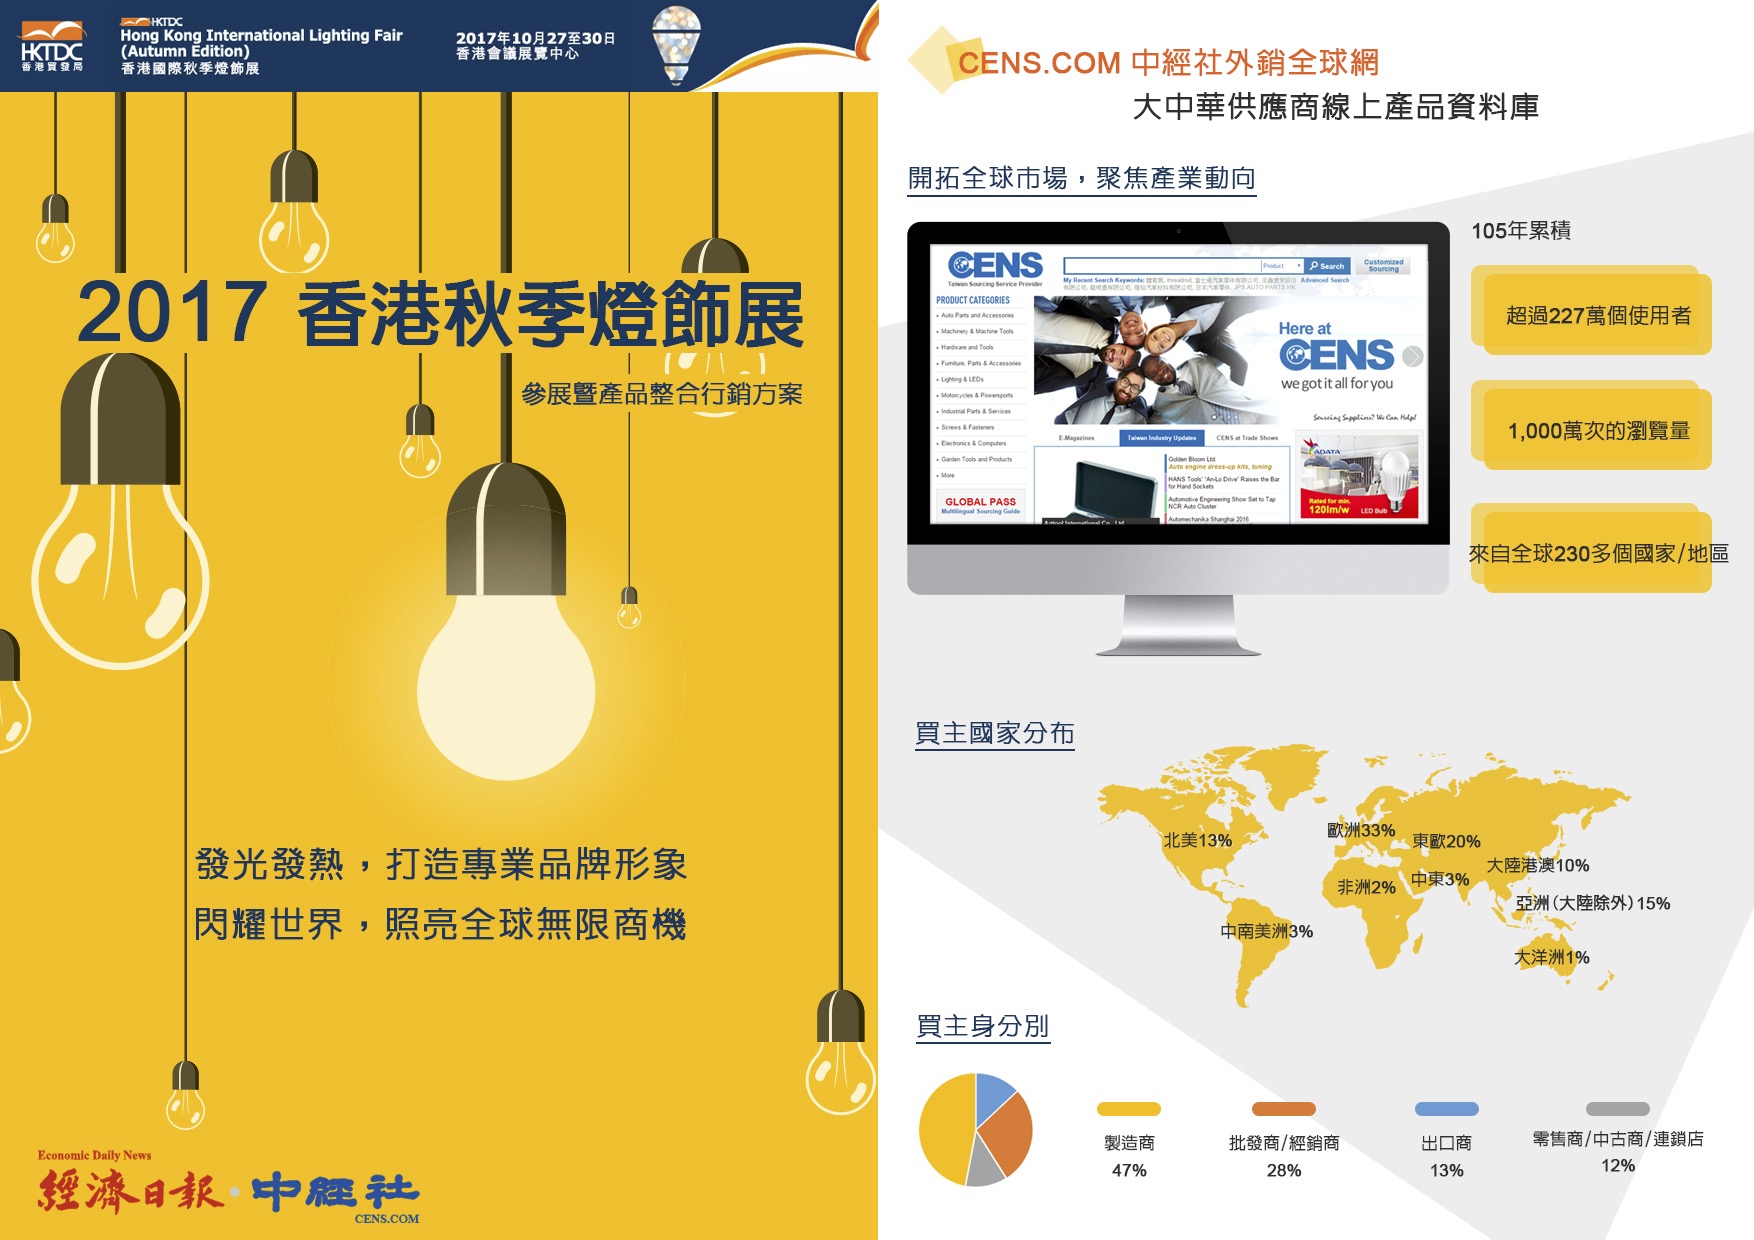 HKTDC
香港貿發局
HKTDC
Hong Kong International Lighting Fair
(Autumn Edition)
香港國際秋季燈飾展
2017年10月27至30日
香港會議展覽中心
2017 香港秋季燈飾展
參展暨產品整合行銷方案
發光發熱，打造專業品牌形象
閃耀世界，照亮全球無限商機
Economic Daily News
經濟日報・中經社
CENS.COM
CENS.COM 中經社外銷全球網
大中華供應商線上產品資料庫
開拓全球市場，聚焦產業動向
CENS
Taiwan Sourcing Service Provider
Product
Search
Customized
Sourcing
My Recent Search Keywords:
Advanced Search
JPS AUTO PARTS HK
PRODUCT CATEGORIES
Auto Parts and Accessories
Machinery & Machine Tools
Hardware and Tools
Furniture, Parts & Accessories
Lighting & LEDs
Motorcycles & Powersports
Industrial Parts & Services
Screws & Fasteners
Electronics & Computers
Garden Tools and Products
More
GLOBAL PASS
Multilingual Sourcing Guide
Here at
CENS
we got it all for you
Sourcing Suppliers? We Can Help!
E-Magazines
Taiwan Industry Updates
CENS at Trade Shows
Golden Bloom Ltd.
Auto engine dress-up kits, tuning
HANS Tools' "An-Lo Drive" Raises the Bar
for Hand Sockets
Automotive Engineering Show Set to Tap
NCR Auto Cluster
Automechanika Shanghai 2016
Arttool International Co., Ltd.
ADATA
Rated for min.
120lm/w
LED Bulb
105年累積
超過227萬個使用者
1,000萬次的瀏覽量
來自全球230多個國家/地區
買主國家分布
北美13%
歐洲33%
東歐20%
大陸港澳10%
非洲2%
中東3%
亞洲(大陸除外)15%
中南美洲3%
大洋洲1%
買主身分別
製造商
47%
批發商/經銷商
28%
出口商
13%
零售商/中古商/連鎖店
12%